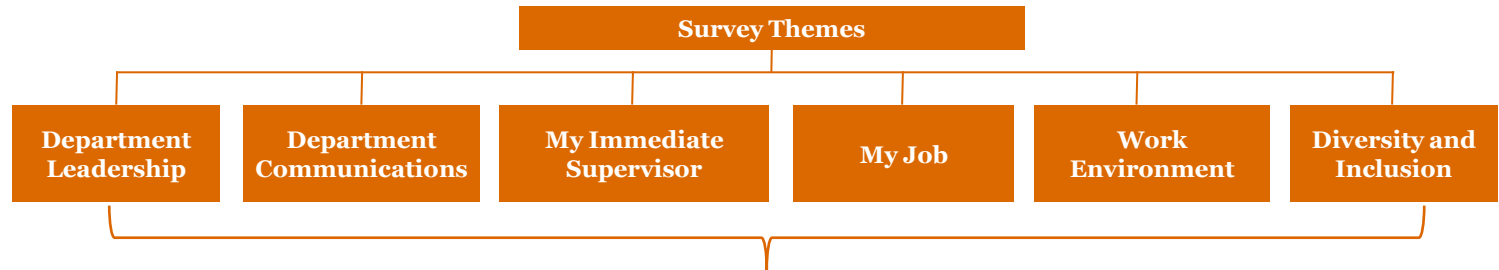 Survey Themes
Department
Leadership
Department
Communications
My Immediate
Supervisor
My Job
Work
Environment
Diversity and
Inclusion